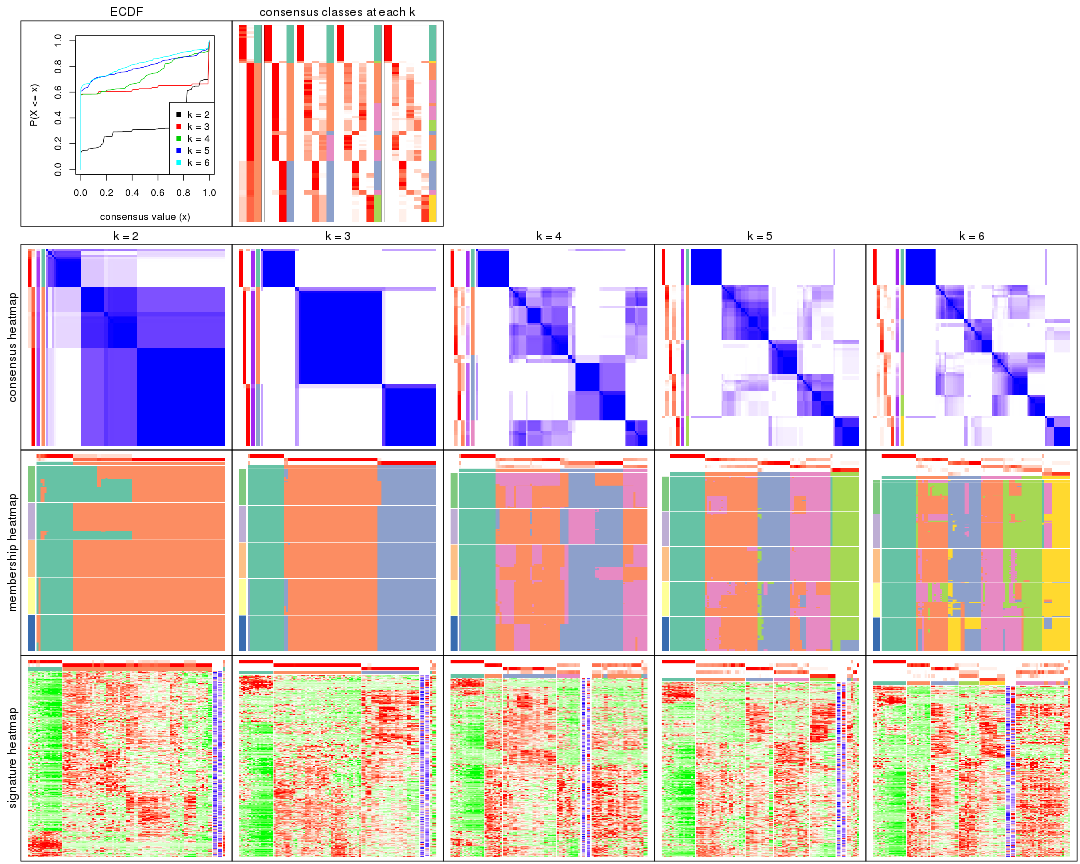 ECDF
consensus classes at each k
P(X <= x)
0.0 0.2 0.4 0.6 0.8 1.0
k = 2
k = 3
k = 4
k = 5
k = 6
0.0 0.2 0.4 0.6 0.8 1.0
consensus value (x)
k = 2
k = 3
k = 4
k = 5
k = 6
consensus heatmap
membership heatmap
signature heatmap